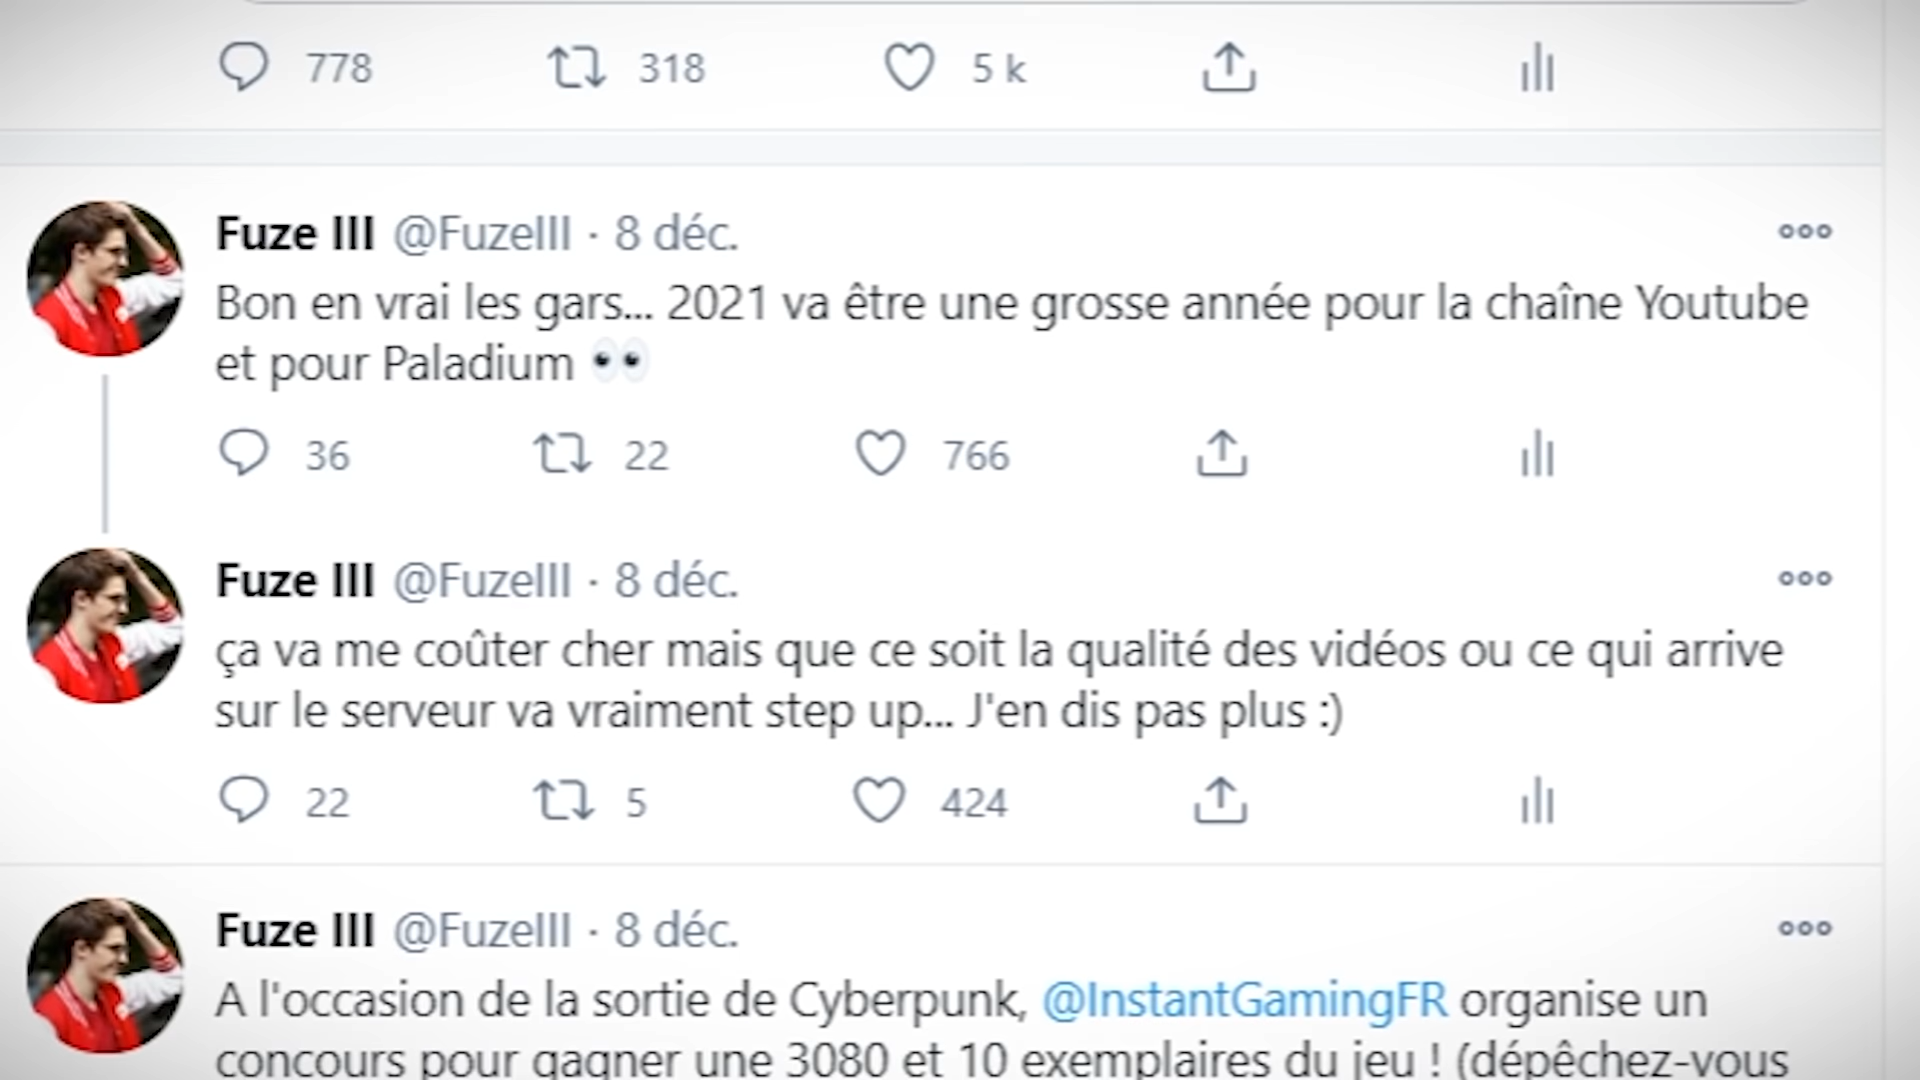 778 318 5 k
Fuze III @FuzeIII · 8 déc.
Bon en vrai les gars... 2021 va être une grosse année pour la chaîne Youtube
et pour Paladium 👀
36 22 766
Fuze III @FuzeIII · 8 déc.
ça va me coûter cher mais que ce soit la qualité des vidéos ou ce qui arrive
sur le serveur va vraiment step up... J'en dis pas plus :)
22 5 424
Fuze III @FuzeIII · 8 déc.
A l'occasion de la sortie de Cyberpunk, @InstantGamingFR organise un
concours pour gagner une 3080 et 10 exemplaires du jeu ! (dépêchez-vous